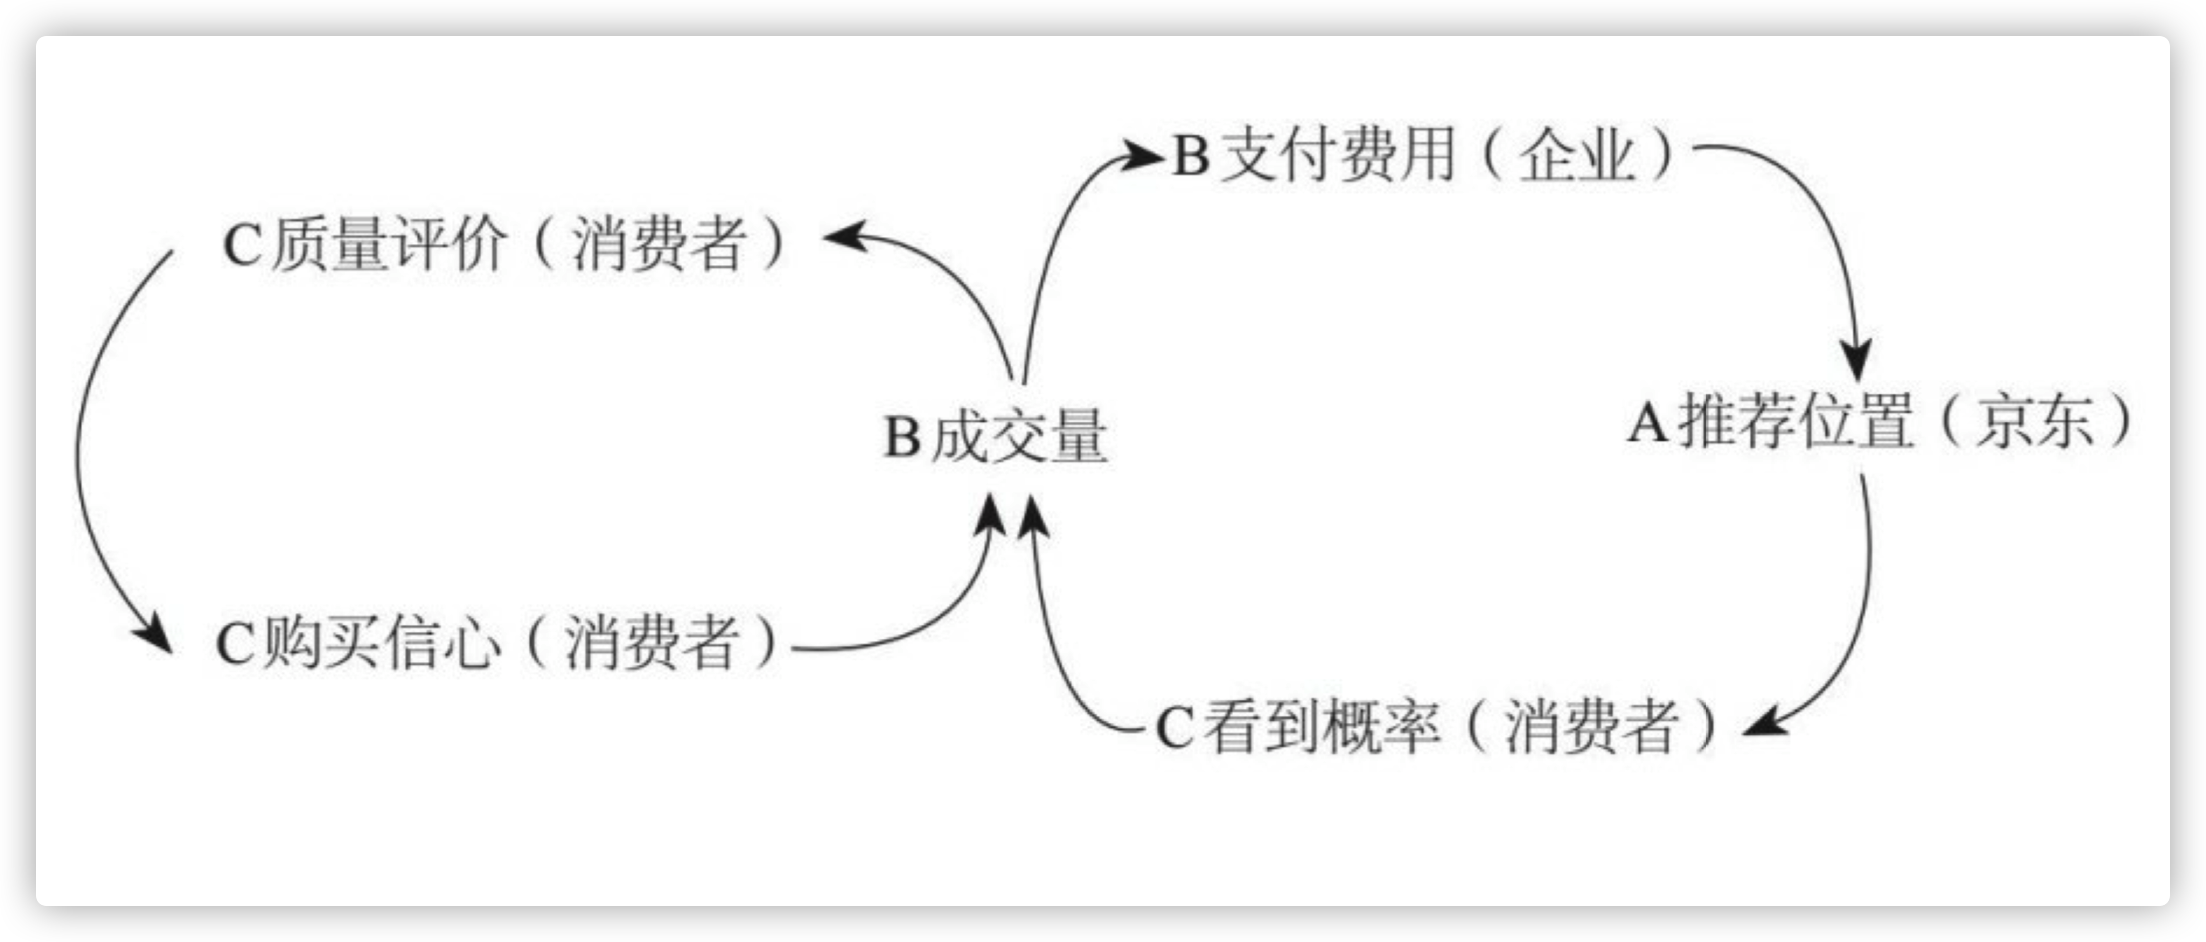 B支付费用（企业）
C质量评价（消费者）
A推荐位置（京东）
B成交量
C购买信心（消费者）
C看到概率（消费者）